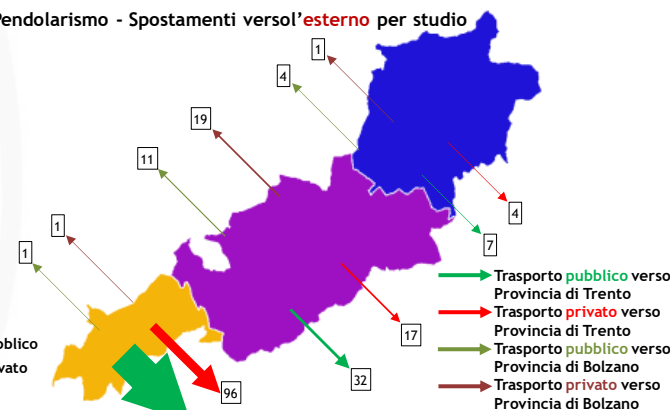 Pendolarismo - Spostamenti versol’esterno per studio
1
4
19
11
1
1
4
7
17
32
96
Trasporto pubblico verso
Provincia di Trento
Trasporto privato verso
Provincia di Trento
Trasporto pubblico verso
Provincia di Bolzano
Trasporto privato verso
Provincia di Bolzano